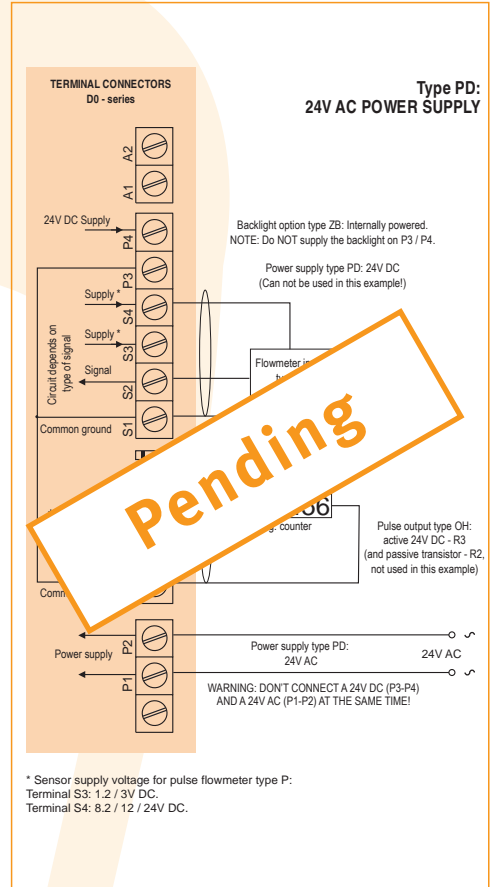 TERMINAL CONNECTORS
D0 - series
Type PD:
24V AC POWER SUPPLY
A2
A1
24V DC Supply
P4
Backlight option type ZB: Internally powered.
NOTE: Do NOT supply the backlight on P3 / P4.
P3
Power supply type PD: 24V DC
(Can not be used in this example!)
Supply *
S4
Supply *
S3
Circuit depends on
type of signal
Signal
S2
Flowmeter
Common ground
S1
Pending
counter
Pulse output type OH:
active 24V DC - R3
(and passive transistor - R2,
not used in this example)
P2
Power supply
Power supply type PD:
24V AC
24V AC
P1
WARNING: DON'T CONNECT A 24V DC (P3-P4)
AND A 24V AC (P1-P2) AT THE SAME TIME!
* Sensor supply voltage for pulse flowmeter type P:
Terminal S3: 1.2 / 3V DC.
Terminal S4: 8.2 / 12 / 24V DC.